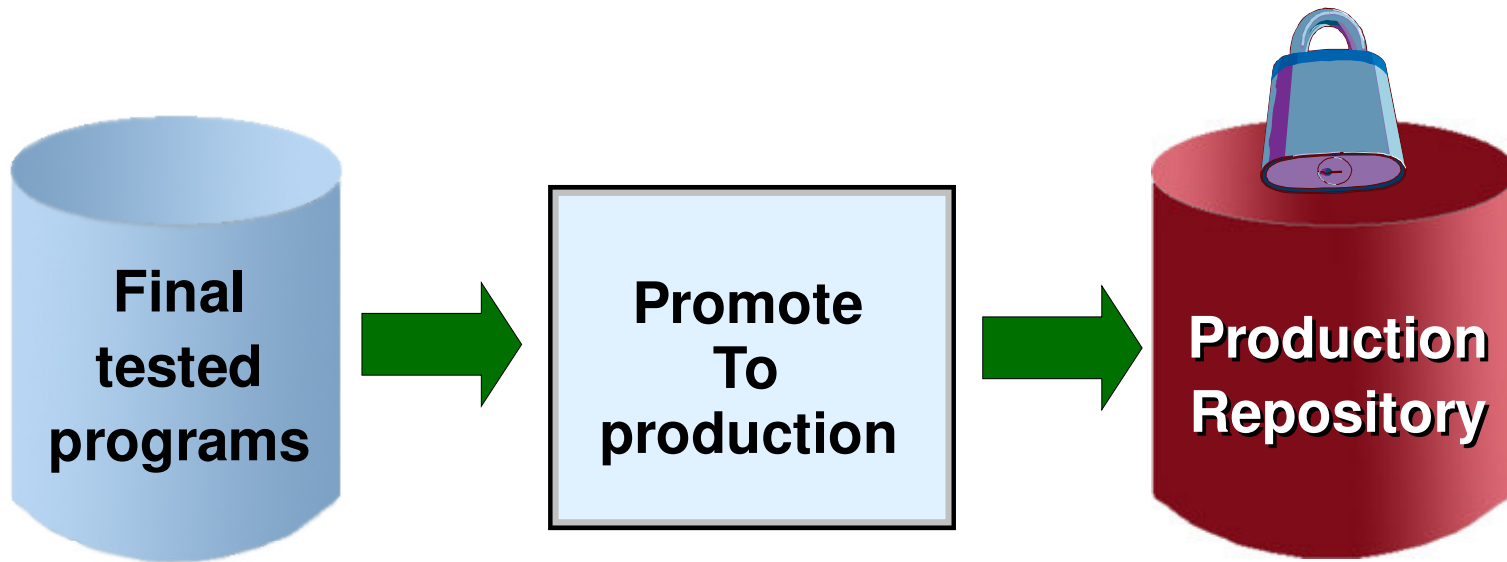 Final
tested
programs
Promote
To
production
Production
Repository